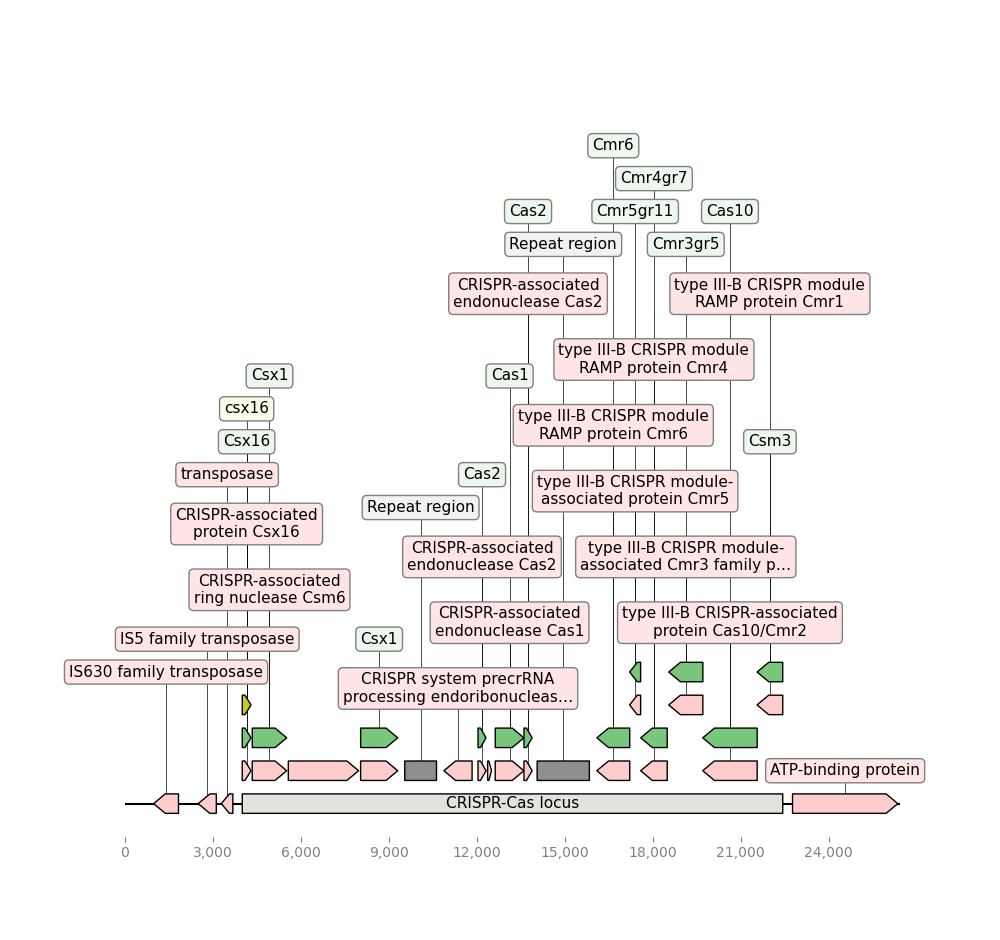 Cmr6
Cmr4gr7
Cas2
Cmr5gr11
Cas10
Repeat region
Cmr3gr5
CRISPR-associated
endonuclease Cas2
type III-B CRISPR module
RAMP protein Cmr1
type III-B CRISPR module
RAMP protein Cmr4
Csx1
Cas1
csx16
type III-B CRISPR module
RAMP protein Cmr6
Csx16
Csm3
transposase
Cas2
type III-B CRISPR module-
associated protein Cmr5
Repeat region
CRISPR-associated
protein Csx16
CRISPR-associated
endonuclease Cas2
type III-B CRISPR module-
associated Cmr3 family p...
CRISPR-associated
ring nuclease Csm6
CRISPR-associated
endonuclease Cas1
type III-B CRISPR-associated
protein Cas10/Cmr2
IS5 family transposase
Csx1
IS630 family transposase
CRISPR system precrRNA
processing endoribonucleas...
ATP-binding protein
CRISPR-Cas locus
0 3,000 6,000 9,000 12,000 15,000 18,000 21,000 24,000